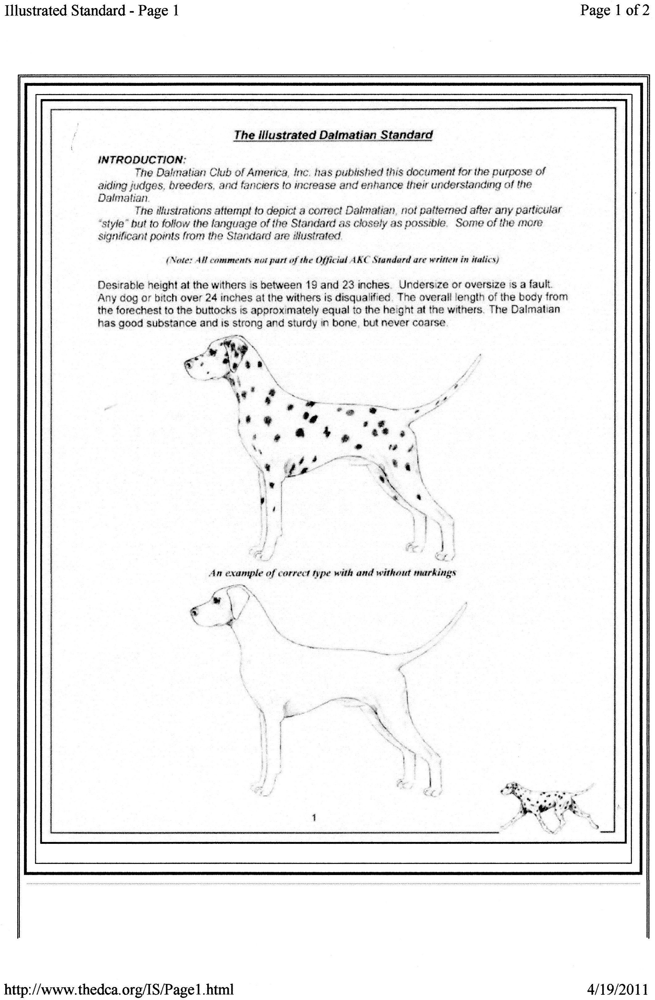 Illustrated Standard - Page 1
Page 1 of 2
The Illustrated Dalmatian Standard
INTRODUCTION:
The Dalmatian Club of America, Inc. has published this document for the purpose of
aiding judges, breeders, and fanciers to increase and enhance their understanding of the
Dalmatian.
The illustrations attempt to depict a correct Dalmatian, not patterned after any particular
"style" but to follow the language of the Standard as closely as possible. Some of the more
significant points from the Standard are illustrated.
(Note: All comments not part of the Official AKC Standard are written in italics)
Desirable height at the withers is between 19 and 23 inches. Undersize or oversize is a fault.
Any dog or bitch over 24 inches at the withers is disqualified. The overall length of the body from
the forechest to the buttocks is approximately equal to the height at the withers. The Dalmatian
has good substance and is strong and sturdy in bone, but never coarse.
An example of correct type with and without markings
1
http://www.thedca.org/IS/Page1.html
4/19/2011